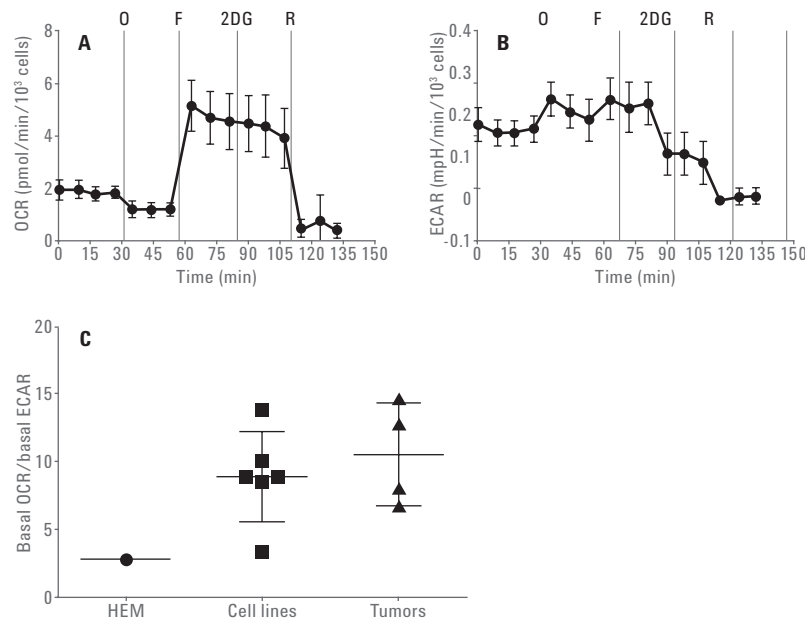 O F 2DG R
A
OCR (pmol/min/10³ cells)
8
6
4
2
0
0 15 30 45 60 75 90 105 120 135 150
Time (min)
O F 2DG R
B
ECAR (mpH/min/10³ cells)
0.4
0.3
0.2
0.1
0
-0.1
0 15 30 45 60 75 90 105 120 135 150
Time (min)
C
Basal OCR/basal ECAR
20
15
10
5
0
HEM Cell lines Tumors